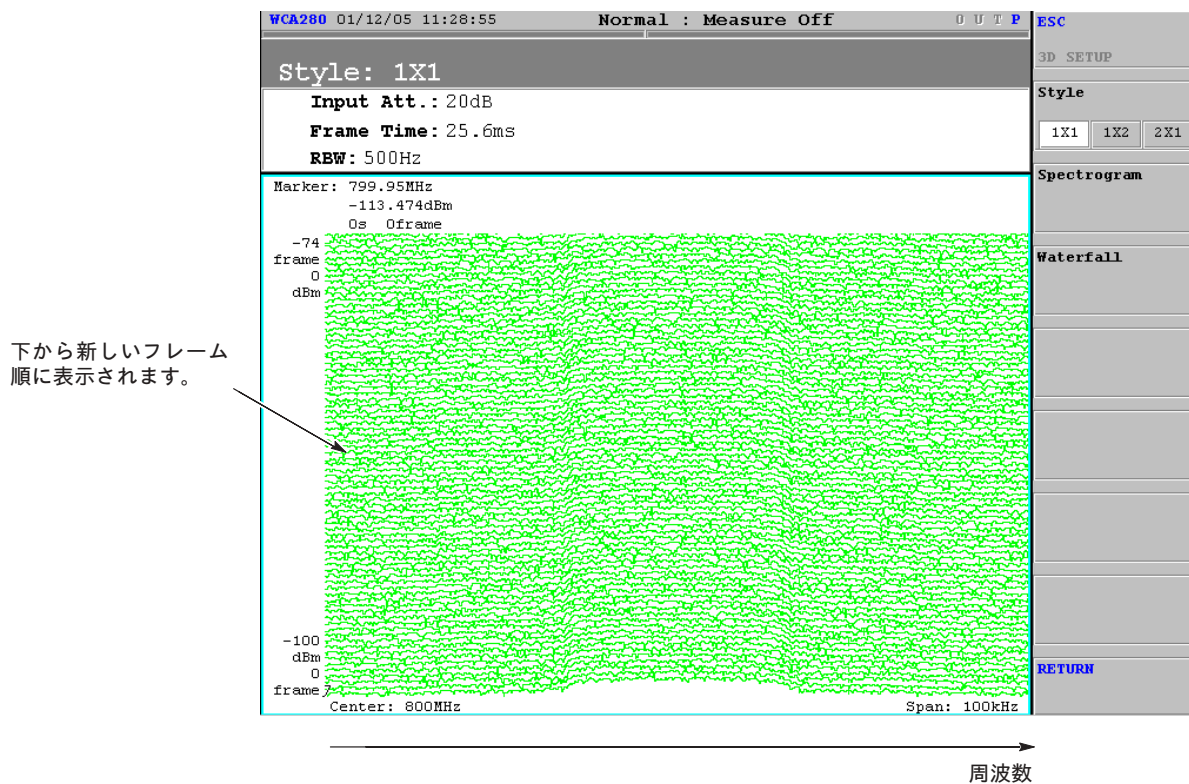 WCA280 01/12/05 11:28:55 Normal : Measure Off 0 U T P
ESC
3D SETUP
Style: 1X1
Style
1X1 1X2 2X1
Input Att.: 20dB
Frame Time: 25.6ms
RBW: 500Hz
Spectrogram
Waterfall
RETURN
Marker: 799.95MHz
-113.474dBm
0s 0frame
-74
frame
0
dBm
下から新しいフレーム
順に表示されます。
-100
dBm
0
frame
Center: 800MHz Span: 100kHz
周波数